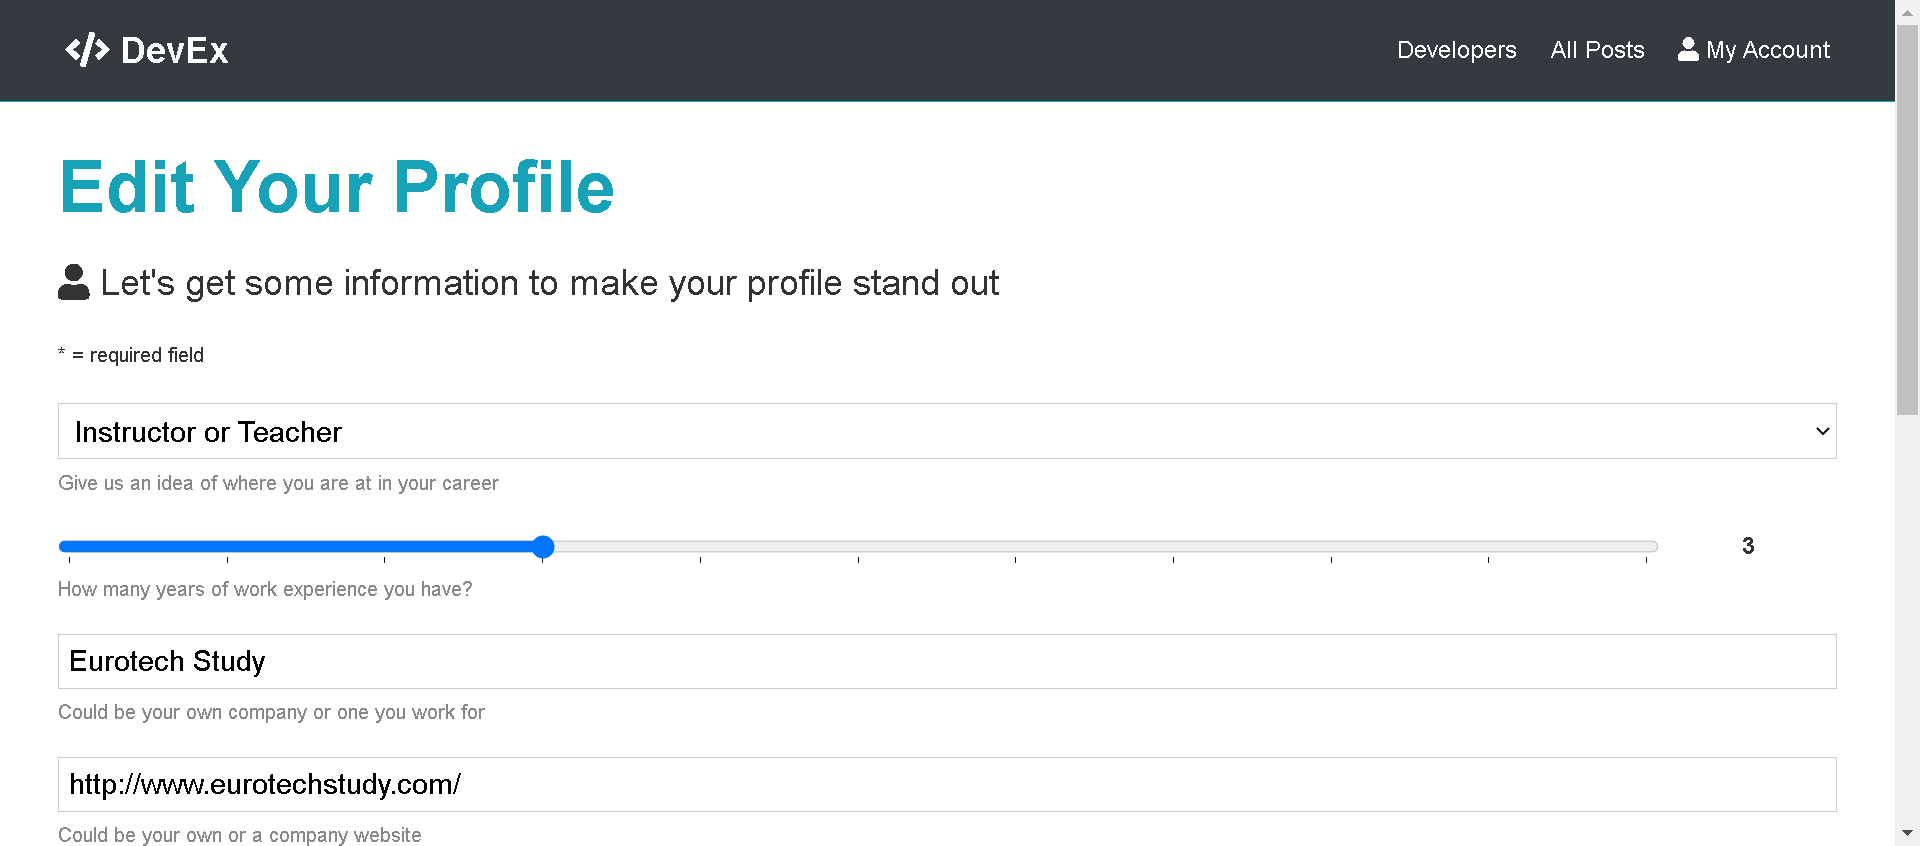 </> DevEx
Developers
All Posts
My Account
Edit Your Profile
Let's get some information to make your profile stand out
* = required field
Instructor or Teacher
Give us an idea of where you are at in your career
3
How many years of work experience you have?
Eurotech Study
Could be your own company or one you work for
http://www.eurotechstudy.com/
Could be your own or a company website